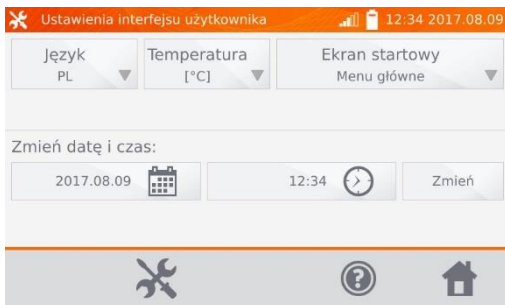 Ustawienia interfejsu użytkownika 12:34 2017.08.09
Język Temperatura Ekran startowy
PL [°C] Menu główne
Zmień datę i czas:
2017.08.09 12:34 Zmień
?